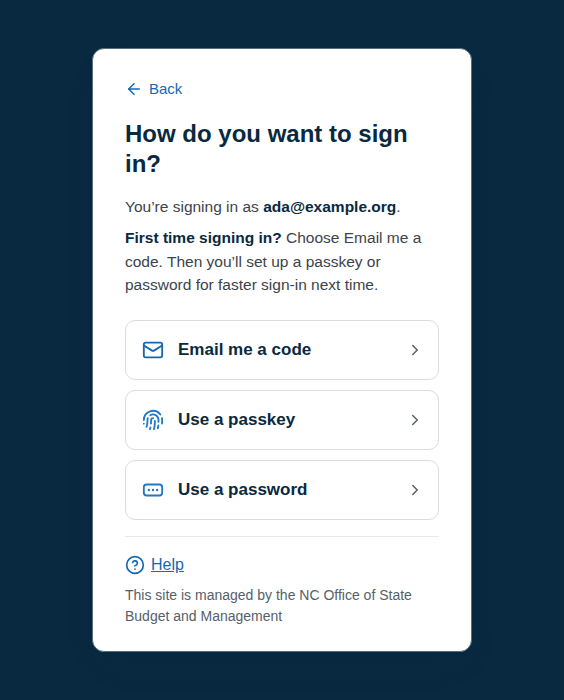 Back
How do you want to sign
in?
You’re signing in as ada@example.org.
First time signing in? Choose Email me a
code. Then you’ll set up a passkey or
password for faster sign-in next time.
Email me a code
Use a passkey
Use a password
Help
This site is managed by the NC Office of State
Budget and Management